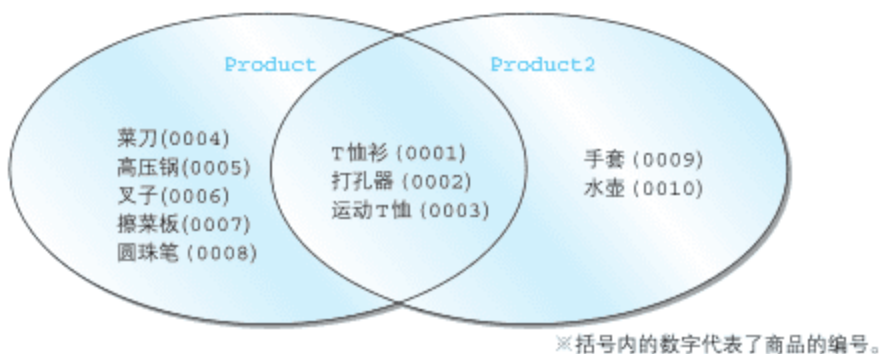 Product
Product2
菜刀(0004)
高压锅(0005)
叉子(0006)
擦菜板(0007)
圆珠笔(0008)
T恤衫(0001)
打孔器(0002)
运动T恤(0003)
手套(0009)
水壶(0010)
※括号内的数字代表了商品的编号。